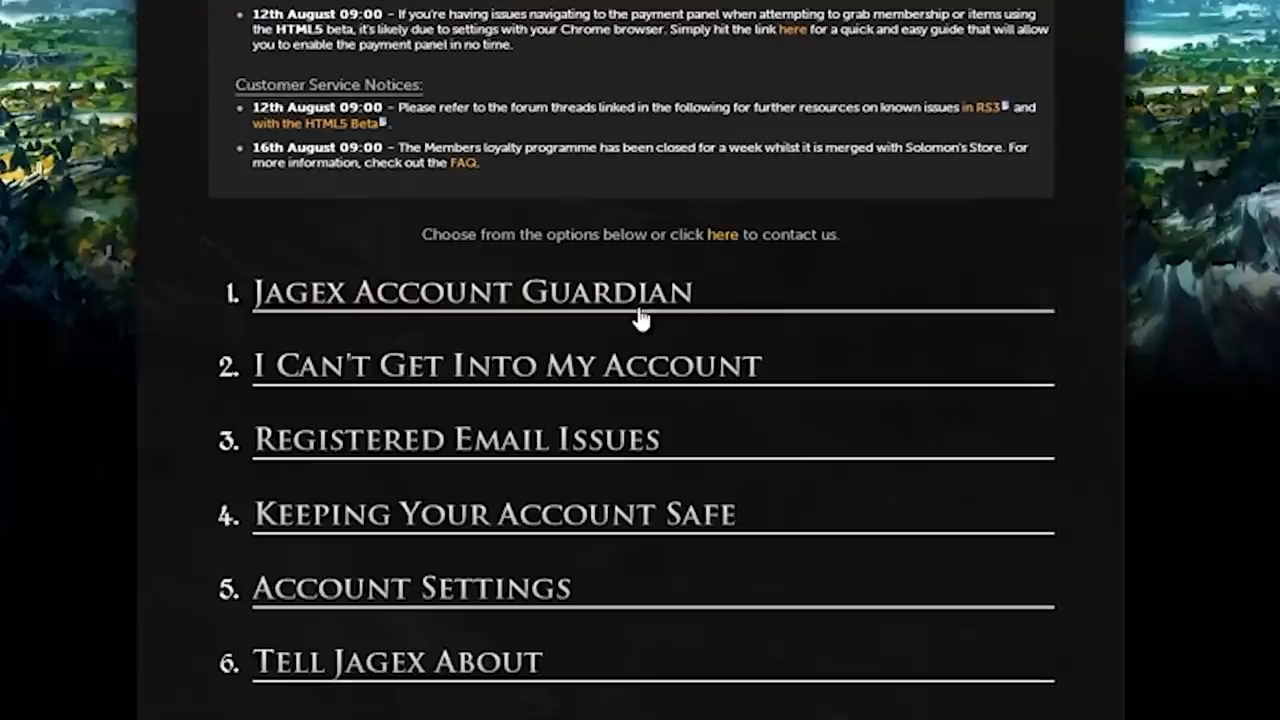 • 12th August 09:00 - If you're having issues navigating to the payment panel when attempting to grab membership or items using
the HTML5 beta, it's likely due to settings with your Chrome browser. Simply hit the link here for a quick and easy guide that will allow
you to enable the payment panel in no time.
Customer Service Notices:
• 12th August 09:00 - Please refer to the forum threads linked in the following for further resources on known issues in RS3 and
with the HTML5 Beta.
• 16th August 09:00 - The Members loyalty programme has been closed for a week whilst it is merged with Solomon's Store. For
more information, check out the FAQ.
Choose from the options below or click here to contact us.
1. Jagex Account Guardian
2. I Can't Get Into My Account
3. Registered Email Issues
4. Keeping Your Account Safe
5. Account Settings
6. Tell Jagex About